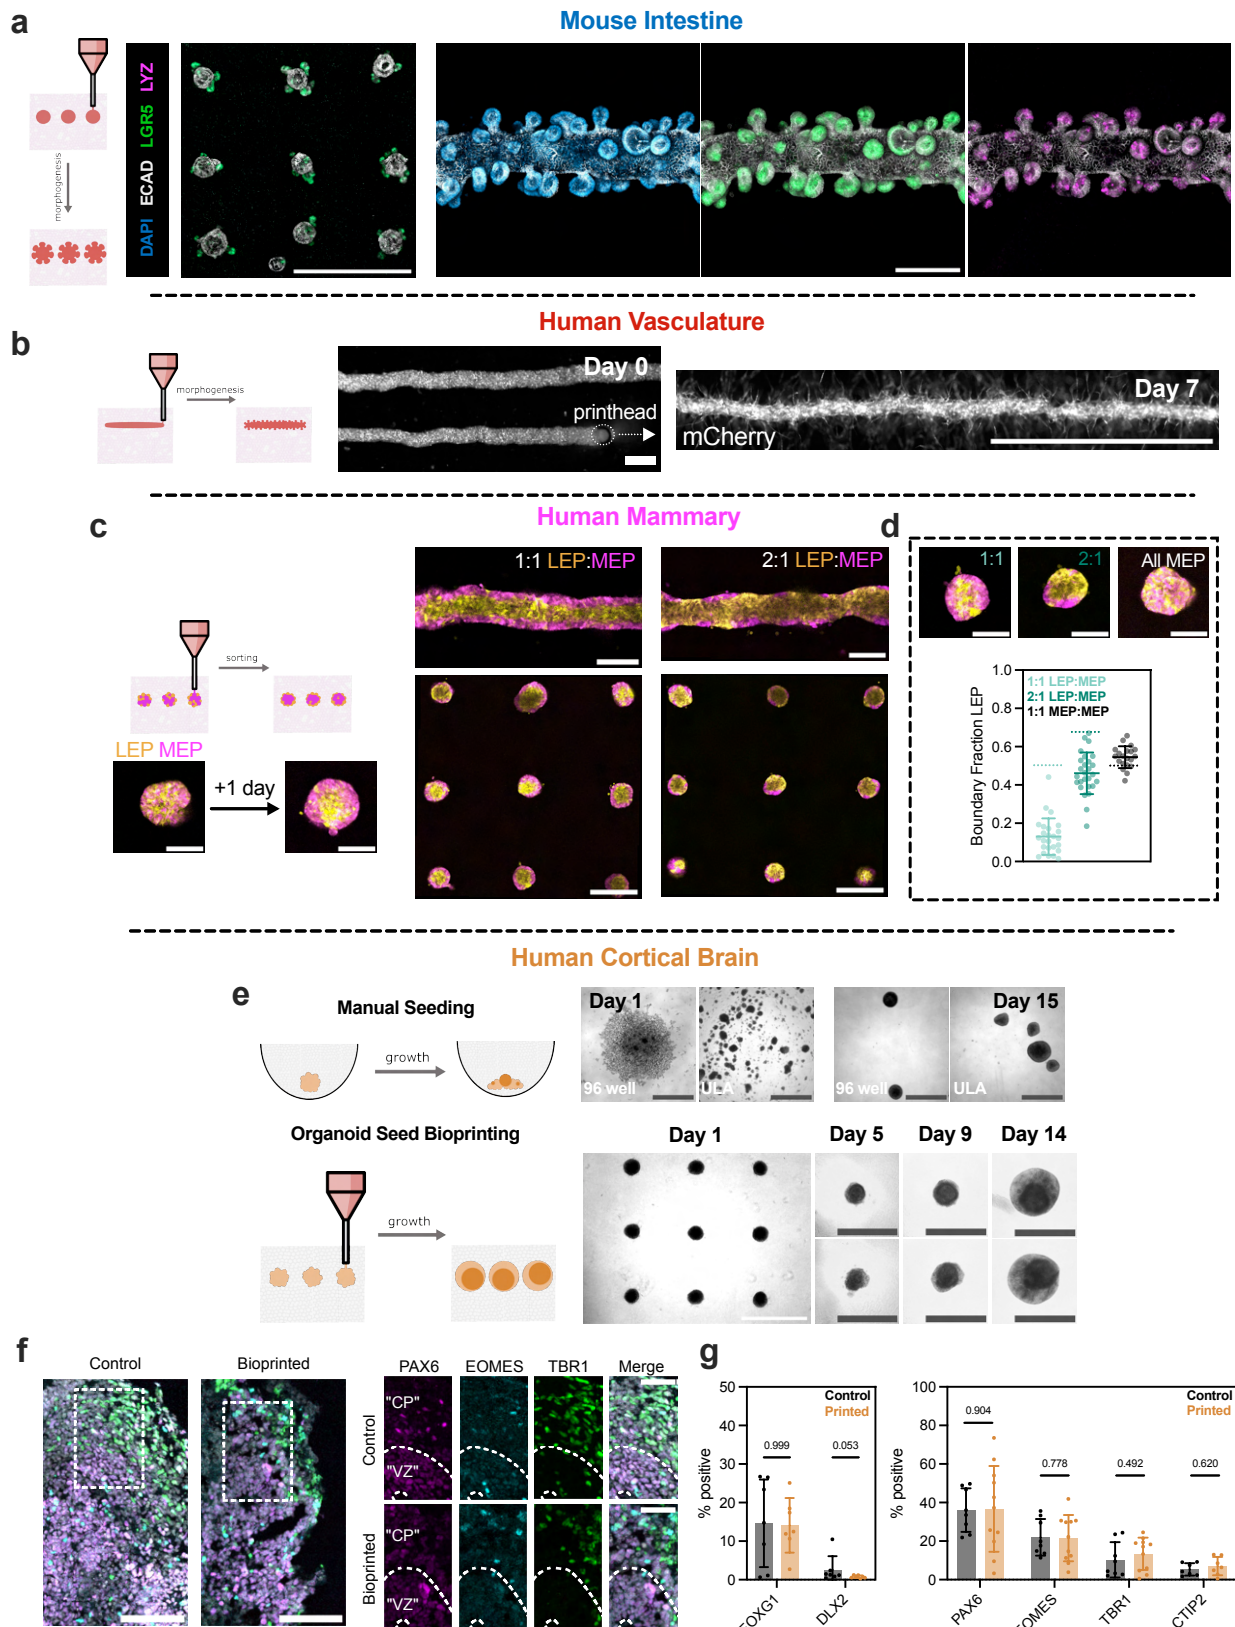 a
Mouse Intestine
morphogenesis
DAPI ECAD LGR5 LYZ
b
Human Vasculature
morphogenesis
Day 0
printhead
Day 7
mCherry
c
Human Mammary
sorting
LEP MEP
+1 day
1:1 LEP:MEP
2:1 LEP:MEP
d
1:1
2:1
All MEP
1:1 LEP:MEP
2:1 LEP:MEP
1:1 MEP:MEP
Boundary Fraction LEP
1.0
0.8
0.6
0.4
0.2
0.0
Human Cortical Brain
e
Manual Seeding
growth
Day 1
96 well
ULA
Day 15
96 well
ULA
Organoid Seed Bioprinting
growth
Day 1
Day 5
Day 9
Day 14
f
Control
Bioprinted
PAX6
EOMES
TBR1
Merge
Control
"CP"
"VZ"
Bioprinted
"CP"
"VZ"
g
Control
Printed
% positive
50
40
30
20
10
0
0.999
0.053
DLX2
Control
Printed
% positive
100
80
60
40
20
0
0.904
0.778
0.492
0.620
PAX6
TBR1
CTIP2